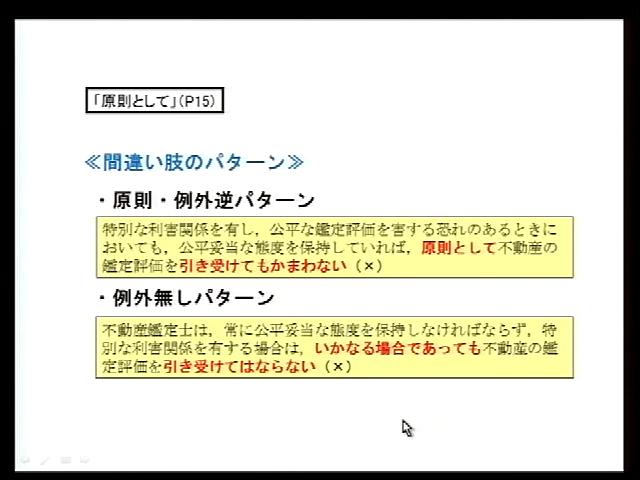 「原則として」(P15)
≪間違い肢のパターン≫
・原則・例外逆パターン
特別な利害関係を有し，公平な鑑定評価を害する恐れのあるときに
おいても，公平妥当な態度を保持していれば，原則として不動産の
鑑定評価を引き受けてもかまわない（×）
・例外無しパターン
不動産鑑定士は，常に公平妥当な態度を保持しなければならず，特
別な利害関係を有する場合は，いかなる場合であっても不動産の鑑
定評価を引き受けてはならない（×）